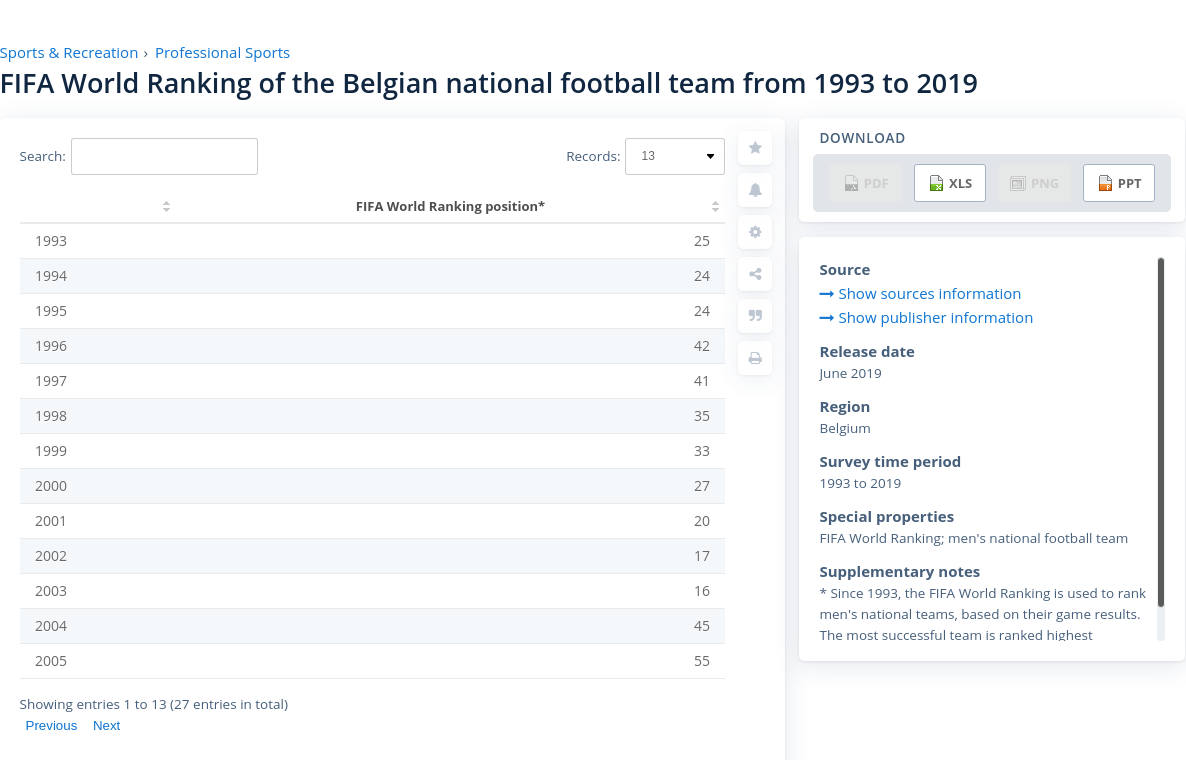 Sports & Recreation › Professional Sports
FIFA World Ranking of the Belgian national football team from 1993 to 2019
Search:
Records: 13
FIFA World Ranking position*
1993 25
1994 24
1995 24
1996 42
1997 41
1998 35
1999 33
2000 27
2001 20
2002 17
2003 16
2004 45
2005 55
Showing entries 1 to 13 (27 entries in total)
Previous Next
DOWNLOAD
PDF XLS PNG PPT
Source
Show sources information
Show publisher information
Release date
June 2019
Region
Belgium
Survey time period
1993 to 2019
Special properties
FIFA World Ranking; men's national football team
Supplementary notes
* Since 1993, the FIFA World Ranking is used to rank
men's national teams, based on their game results.
The most successful team is ranked highest